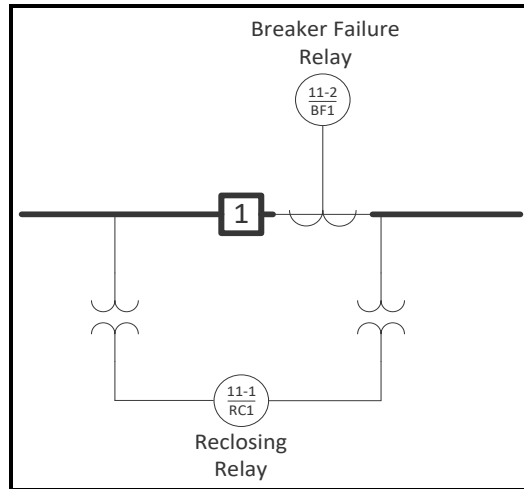 Breaker Failure
Relay
11-2
BF1
1
11-1
RC1
Reclosing
Relay